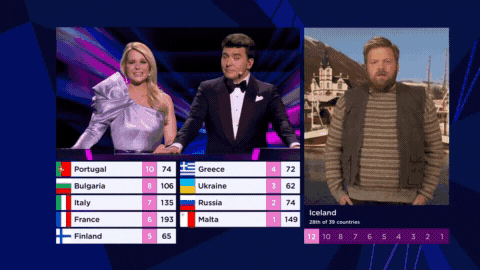 Portugal 10 74
Bulgaria 8 106
Italy 7 135
France 6 193
Finland 5 65
Greece 4 72
Ukraine 3 62
Russia 2 74
Malta 1 149
Iceland
28th of 39 countries
12 10 8 7 6 5 4 3 2 1